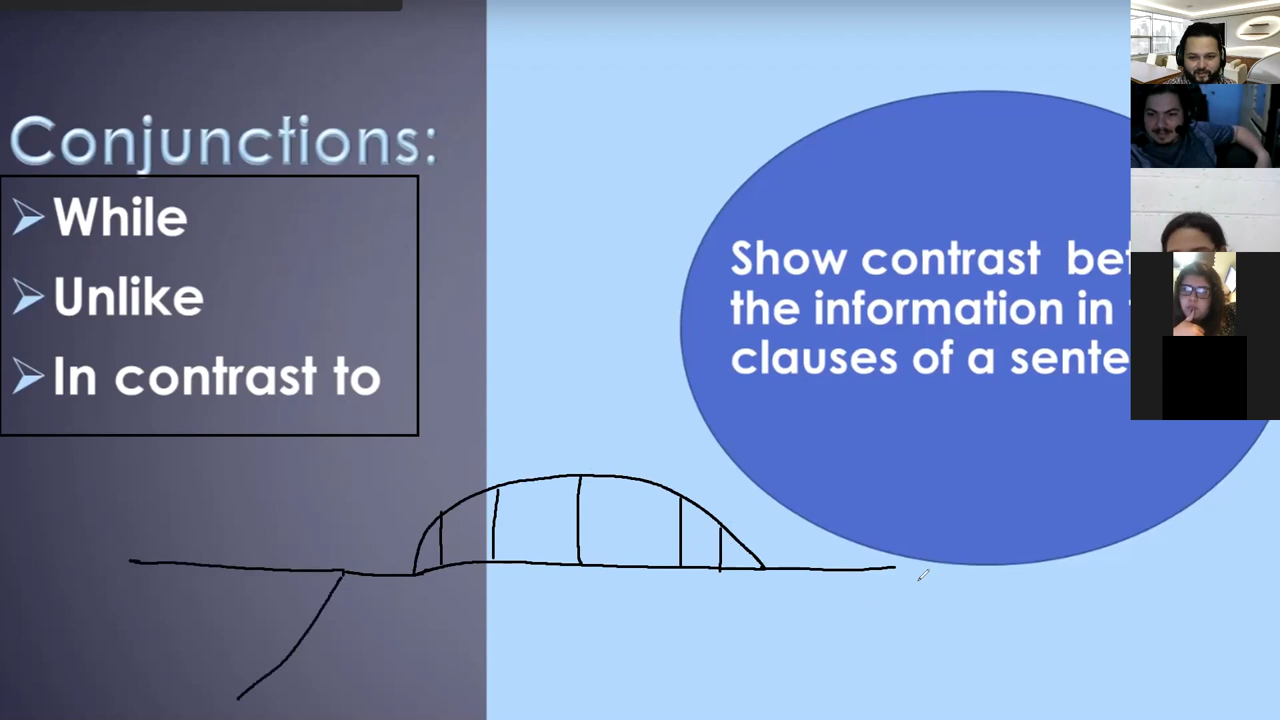 Conjunctions:
While
Unlike
In contrast to
Show contrast
the information in
clauses of a